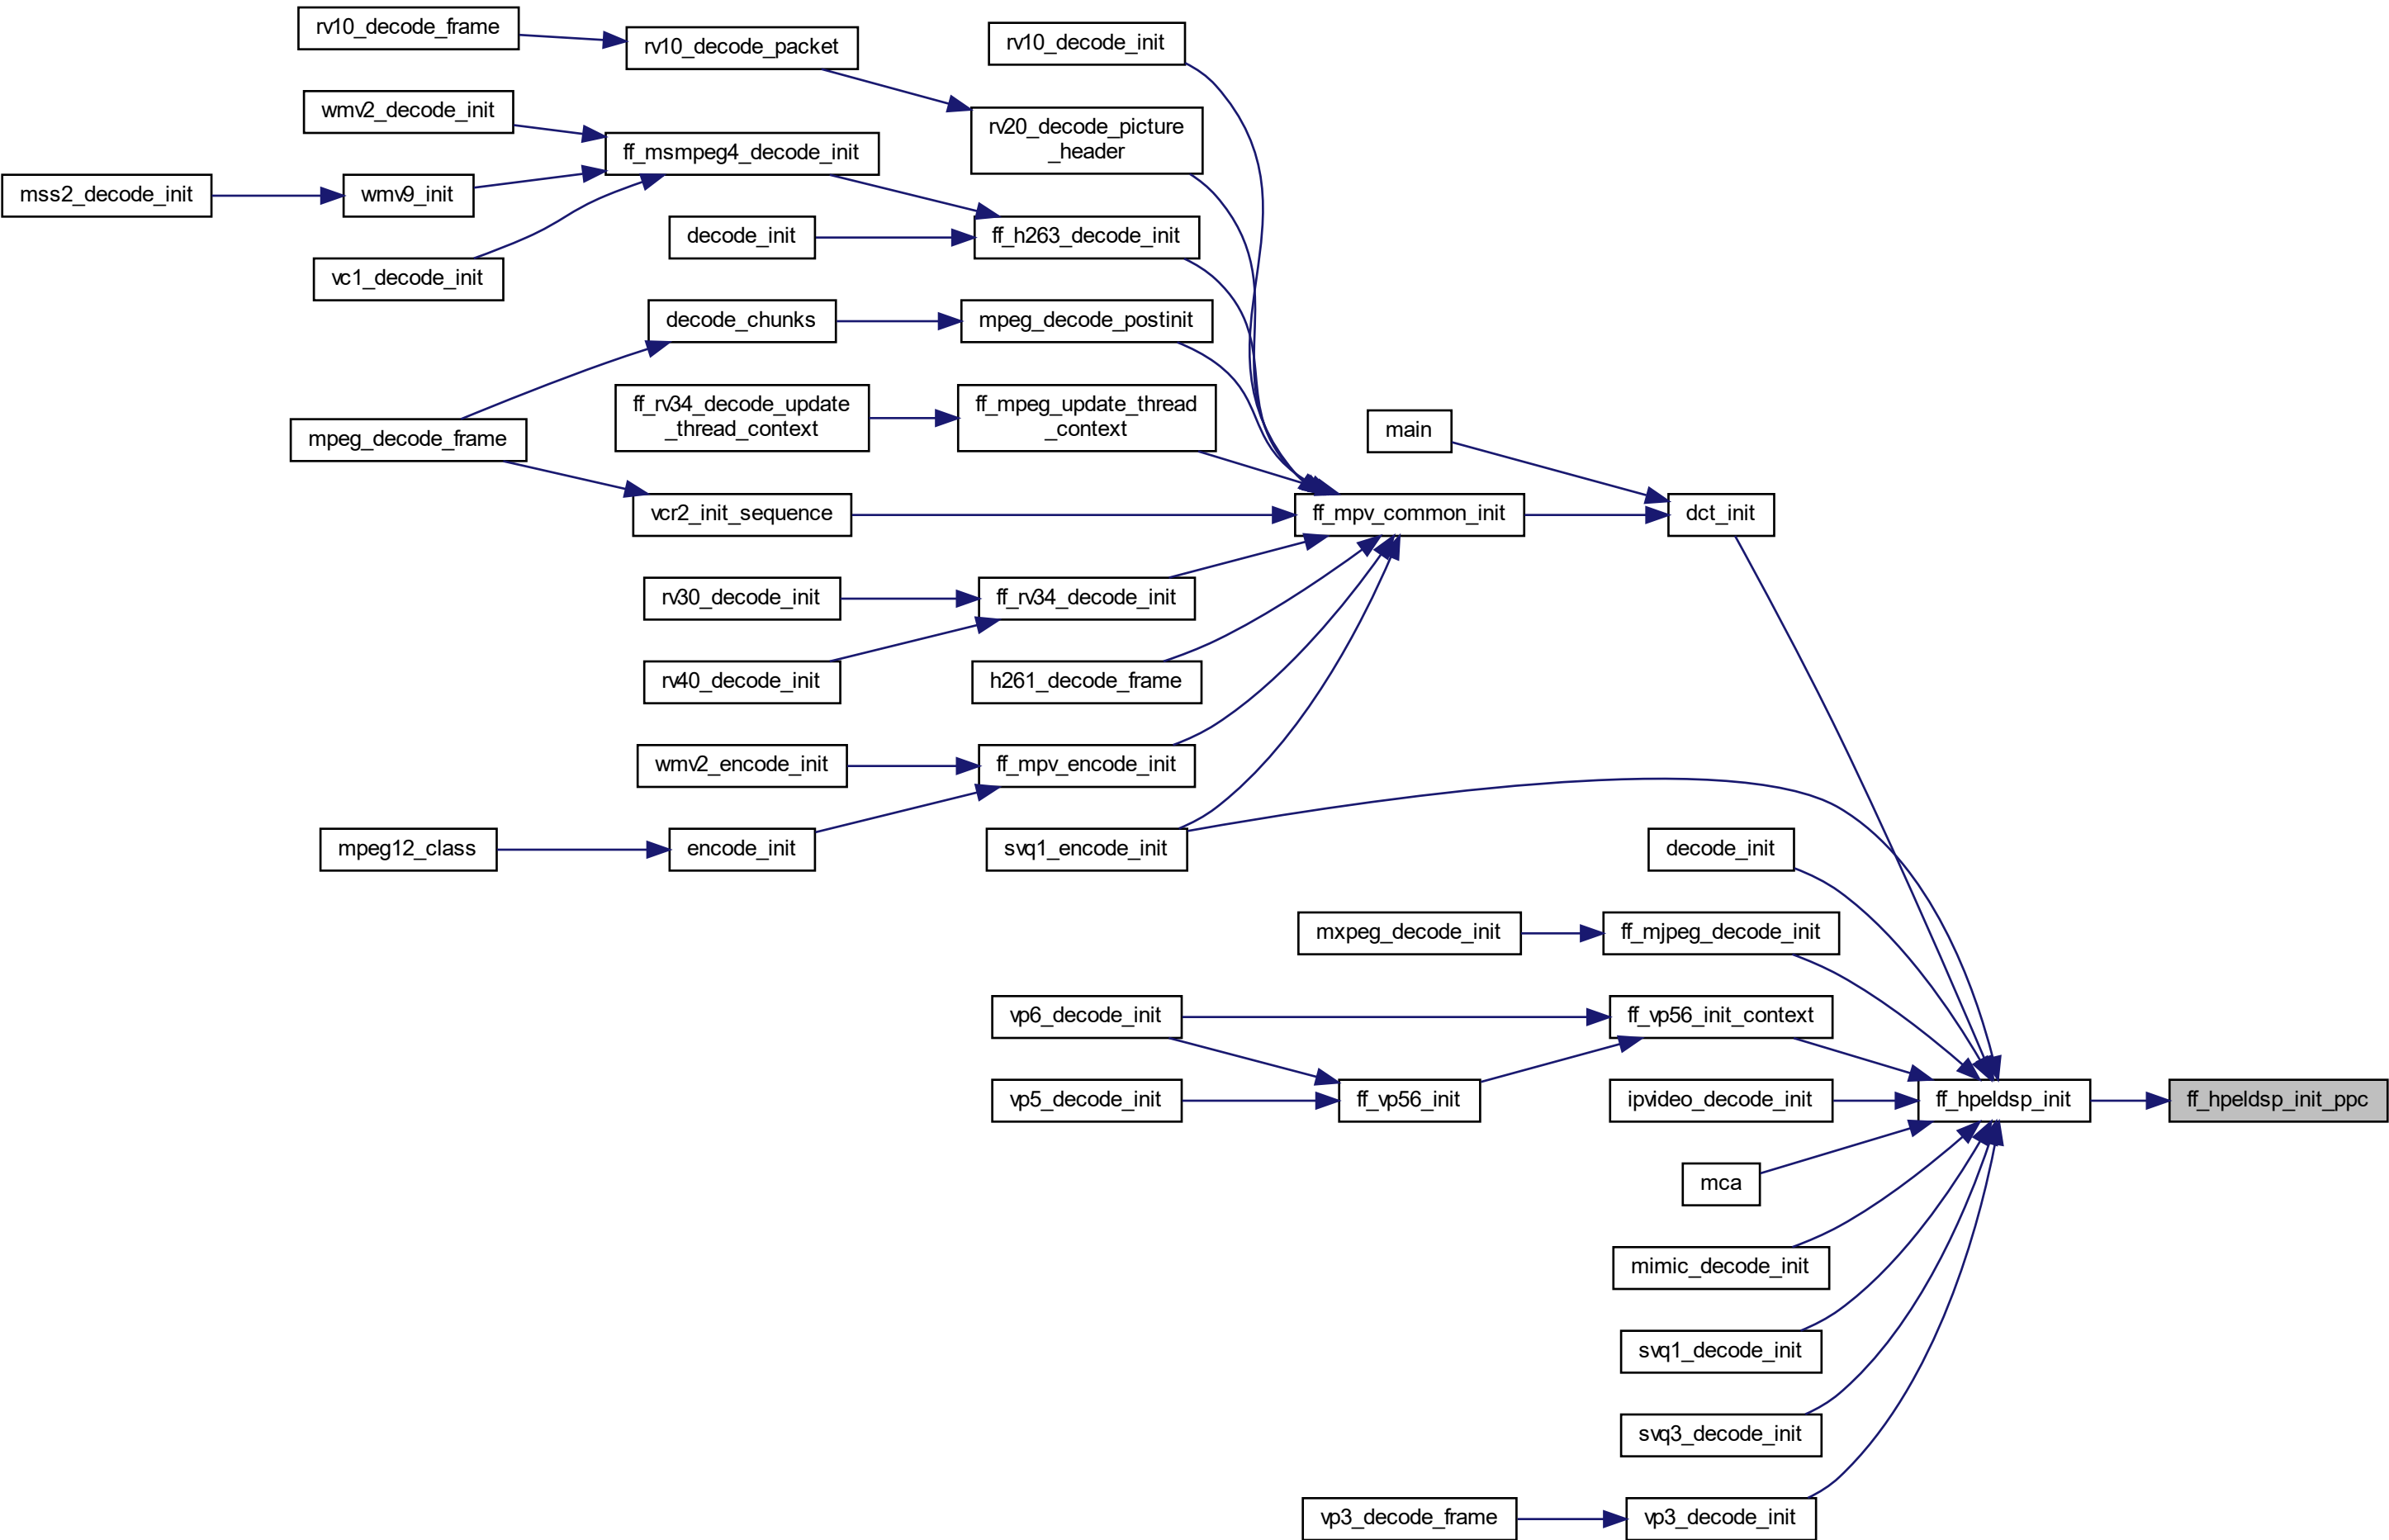 rv10_decode_frame
rv10_decode_packet
rv10_decode_init
wmv2_decode_init
rv20_decode_picture
_header
ff_msmpeg4_decode_init
mss2_decode_init
wmv9_init
decode_init
ff_h263_decode_init
vc1_decode_init
decode_chunks
mpeg_decode_postinit
ff_rv34_decode_update
_thread_context
ff_mpeg_update_thread
_context
mpeg_decode_frame
main
vcr2_init_sequence
ff_mpv_common_init
dct_init
rv30_decode_init
ff_rv34_decode_init
rv40_decode_init
h261_decode_frame
wmv2_encode_init
ff_mpv_encode_init
mpeg12_class
encode_init
svq1_encode_init
decode_init
mxpeg_decode_init
ff_mjpeg_decode_init
vp6_decode_init
ff_vp56_init_context
vp5_decode_init
ff_vp56_init
ipvideo_decode_init
ff_hpeldsp_init
ff_hpeldsp_init_ppc
mca
mimic_decode_init
svq1_decode_init
svq3_decode_init
vp3_decode_frame
vp3_decode_init